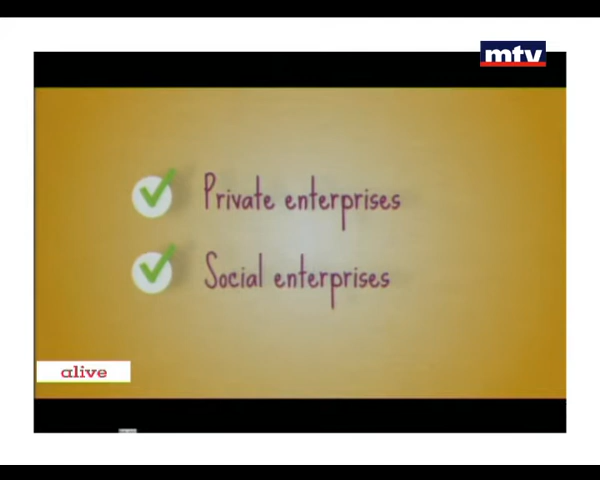 mtv
Private enterprises
Social enterprises
alive